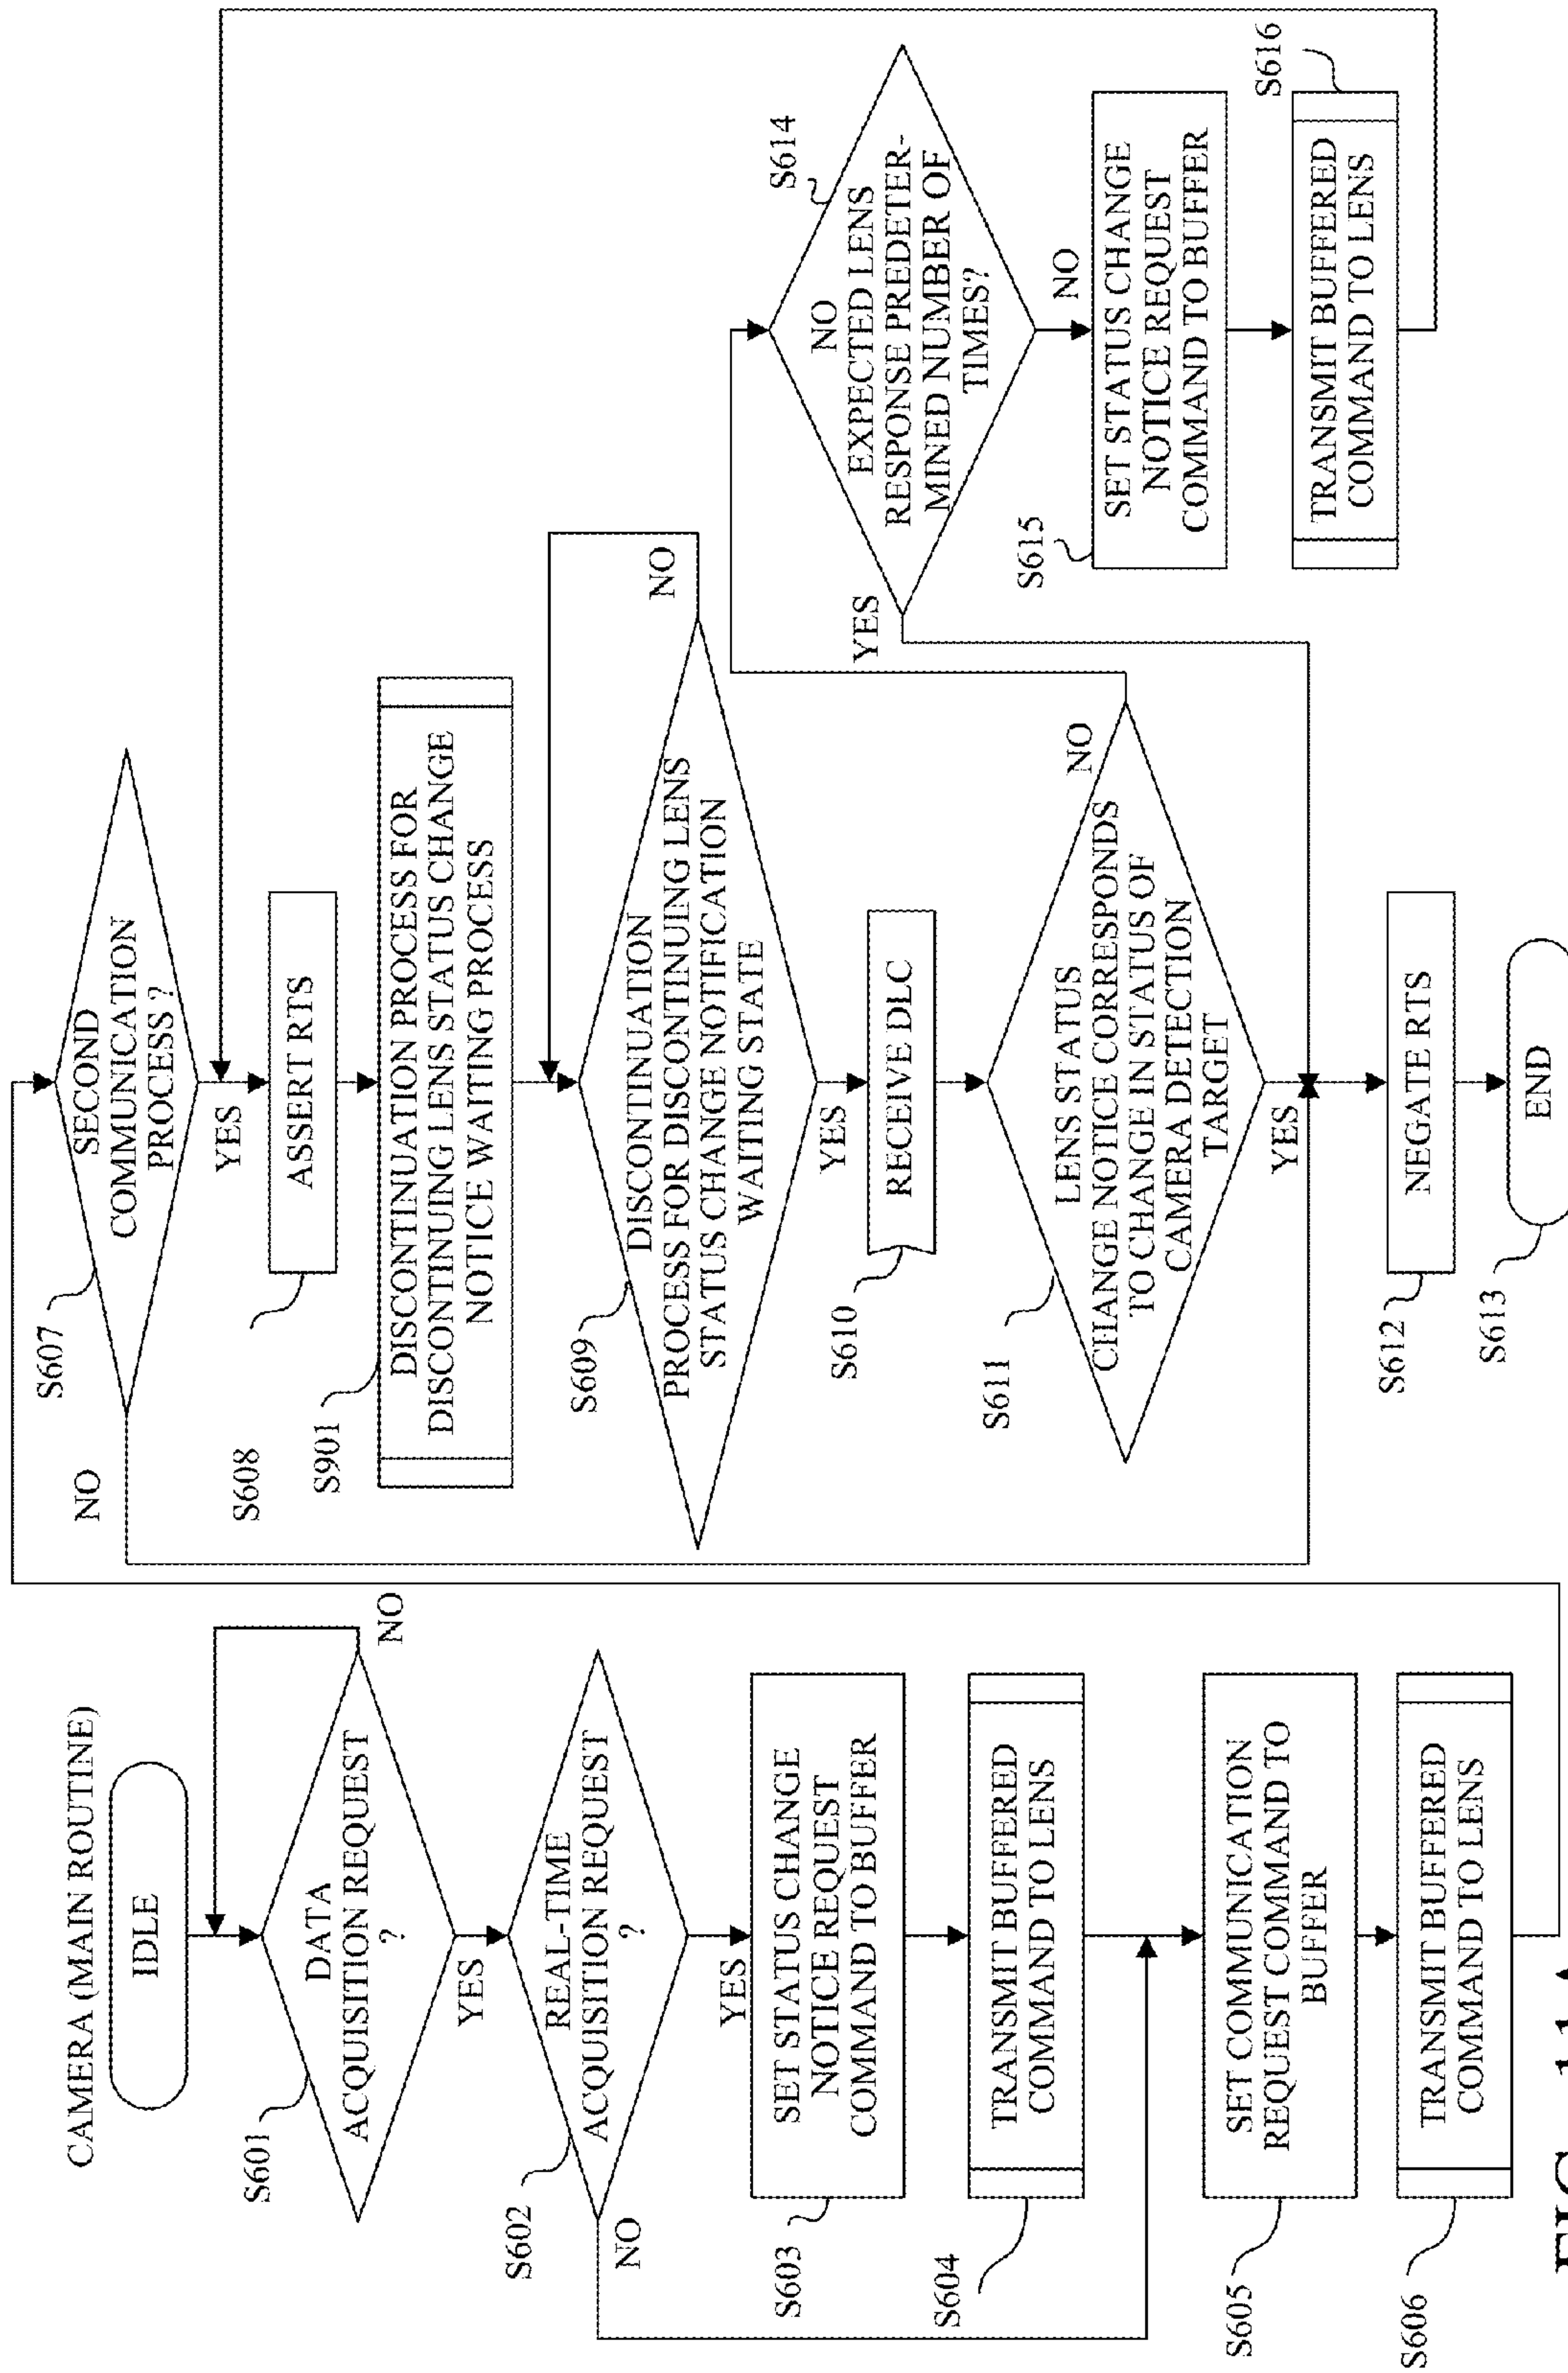 CAMERA (MAIN ROUTINE)
IDLE
S601
DATA
ACQUISITION REQUEST
?
NO
YES
S602
REAL-TIME
ACQUISITION REQUEST
?
NO
YES
S603
SET STATUS CHANGE
NOTICE REQUEST
COMMAND TO BUFFER
S604
TRANSMIT BUFFERED
COMMAND TO LENS
S605
SET COMMUNICATION
REQUEST COMMAND TO
BUFFER
S606
TRANSMIT BUFFERED
COMMAND TO LENS
S607
SECOND
COMMUNICATION
PROCESS ?
NO
YES
S608
ASSERT RTS
S901
DISCONTINUATION PROCESS FOR
DISCONTINUING LENS STATUS CHANGE
NOTICE WAITING PROCESS
S609
DISCONTINUATION
PROCESS FOR DISCONTINUING LENS
STATUS CHANGE NOTIFICATION
WAITING STATE
NO
YES
S610
RECEIVE DLC
S611
LENS STATUS
CHANGE NOTICE CORRESPONDS
TO CHANGE IN STATUS OF
CAMERA DETECTION
TARGET
NO
YES
S612
NEGATE RTS
S613
END
S614
NO
EXPECTED LENS
RESPONSE PREDETER-
MINED NUMBER OF
TIMES?
YES
NO
S615
SET STATUS CHANGE
NOTICE REQUEST
COMMAND TO BUFFER
S616
TRANSMIT BUFFERED
COMMAND TO LENS